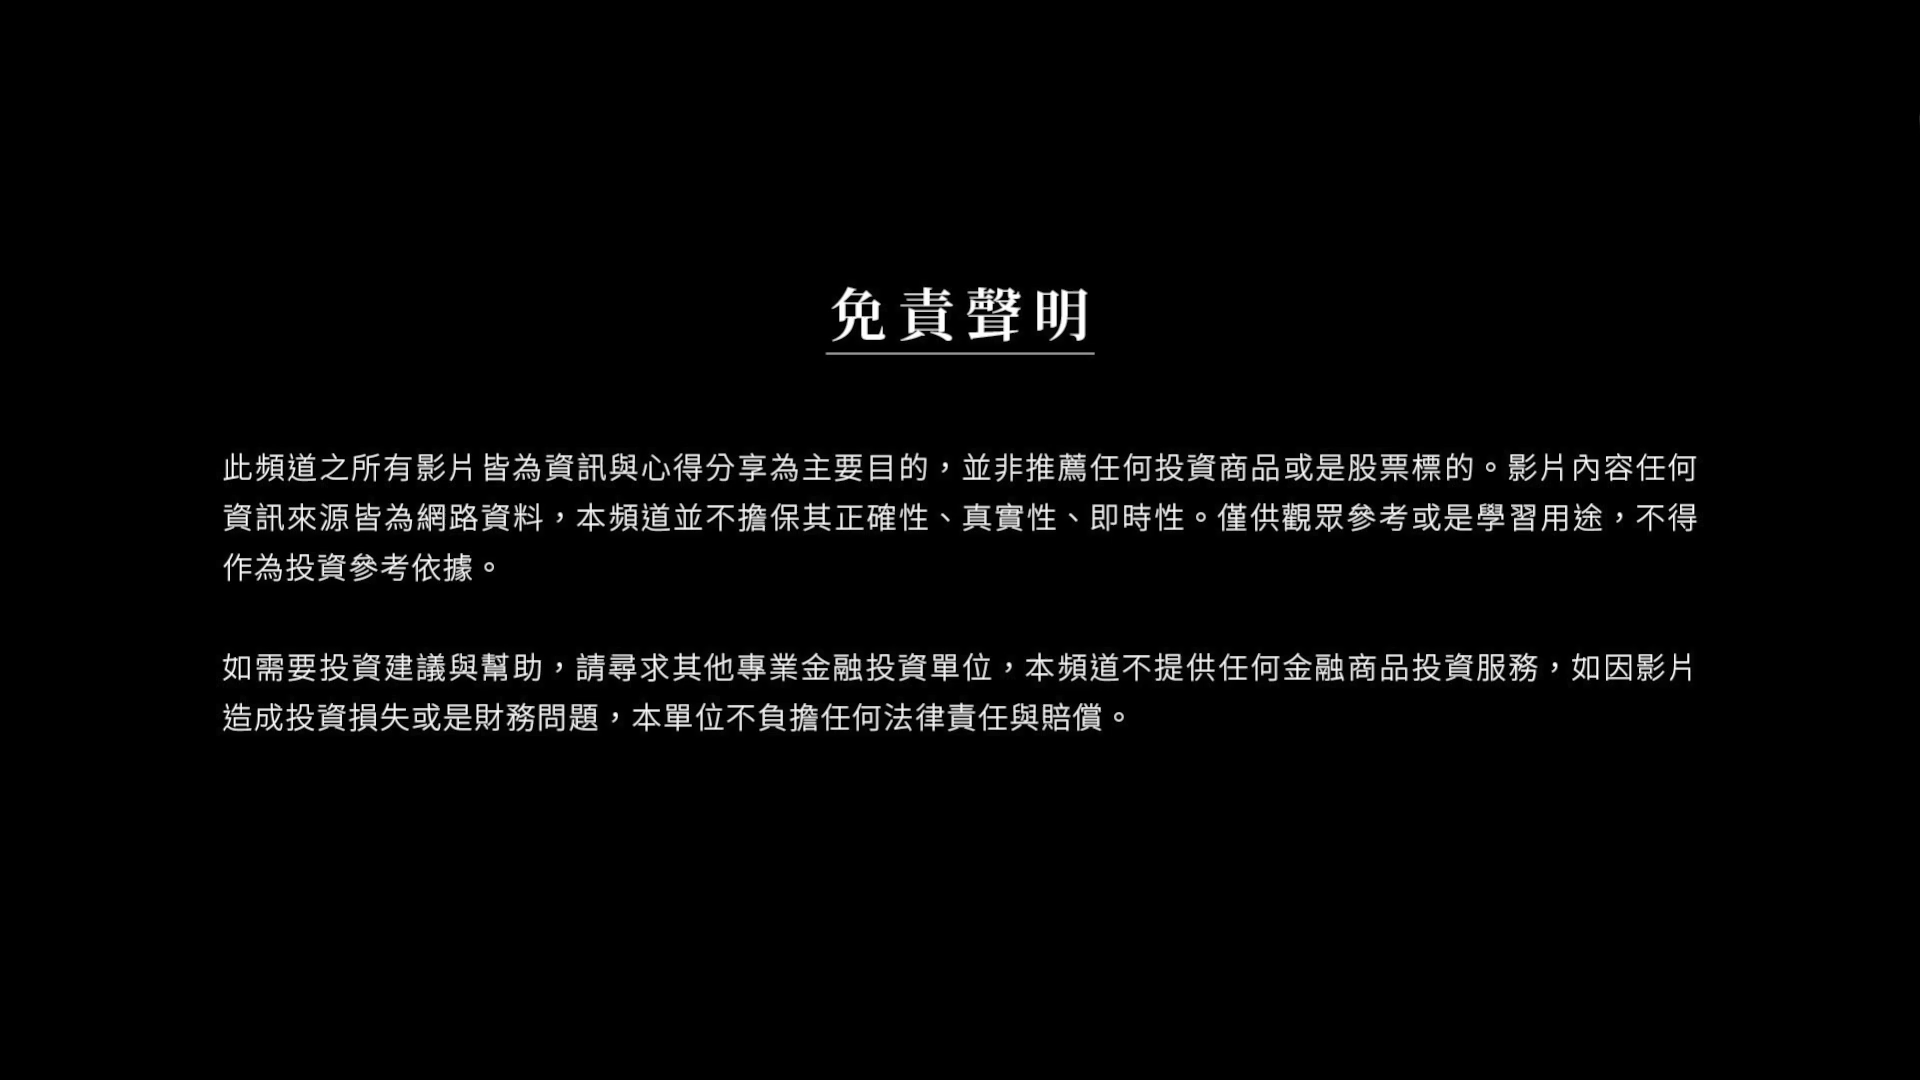 免責聲明
此頻道之所有影片皆為資訊與心得分享為主要目的，並非推薦任何投資商品或是股票標的。影片內容任何
資訊來源皆為網路資料，本頻道並不擔保其正確性、真實性、即時性。僅供觀眾參考或是學習用途，不得
作為投資參考依據。
如需要投資建議與幫助，請尋求其他專業金融投資單位，本頻道不提供任何金融商品投資服務，如因影片
造成投資損失或是財務問題，本單位不負擔任何法律責任與賠償。